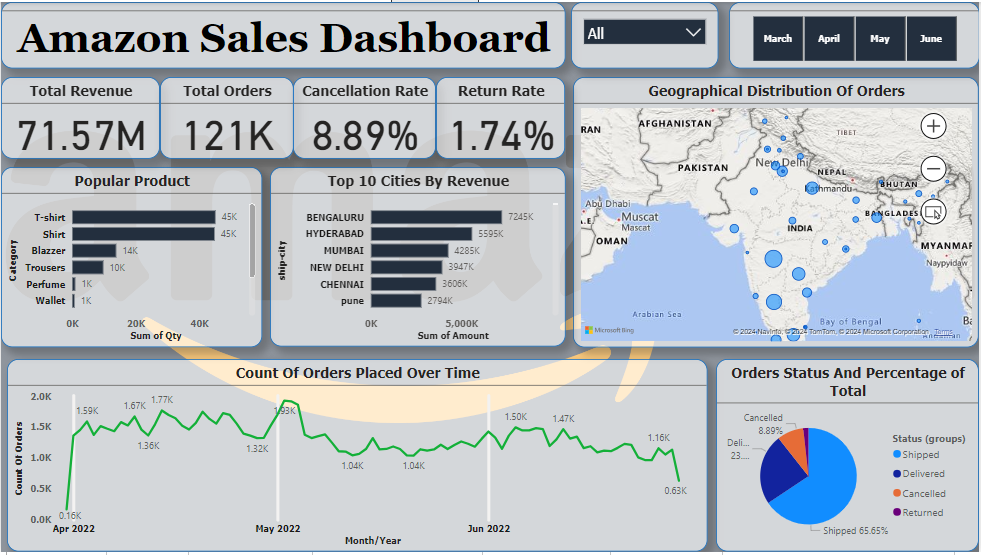 Amazon Sales Dashboard
All
March April May June
Total Revenue
71.57M
Total Orders
121K
Cancellation Rate
8.89%
Return Rate
1.74%
Geographical Distribution Of Orders
AFGHANISTAN
TIBET
RAN
PAKISTAN
New Delhi
NEPAL
Kathmandu
BHUTAN
Abu Dhabi
A.E.
Muscat
Muscat
BANGLADES
INDIA
OMAN
MYANMAR
Naypyidaw
Arabian Sea
Bay of Bengal
Ba
Microsoft Bing
© 2024 NavInfo, © 2024 TomTom, © 2024 Microsoft Corporation Terms
Popular Product
Category
T-shirt 45K
Shirt 45K
Blazzer 14K
Trousers 10K
Perfume 1K
Wallet 1K
0K 20K 40K
Sum of Qty
Top 10 Cities By Revenue
ship-city
BENGALURU 7245K
HYDERABAD 5595K
MUMBAI 4285K
NEW DELHI 3947K
CHENNAI 3606K
pune 2794K
0K 5,000K
Sum of Amount
Count Of Orders Placed Over Time
Count Of Orders
2.0K
1.5K
1.0K
0.5K
0.0K
0.16K
1.59K
1.67K
1.36K
1.77K
1.32K
1.93K
1.04K
1.04K
1.50K
1.47K
1.16K
0.63K
Apr 2022 May 2022 Jun 2022
Month/Year
Orders Status And Percentage of
Total
Cancelled
8.89%
Deli...
23....
Shipped 65.65%
Status (groups)
Shipped
Delivered
Cancelled
Returned